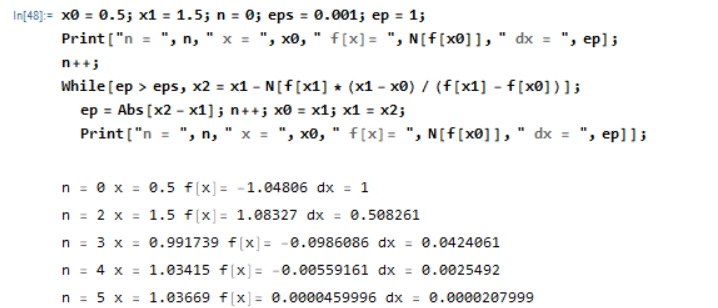 In[48]:= x0 = 0.5; x1 = 1.5; n = 0; eps = 0.001; ep = 1;
Print["n = ", n, " x = ", x0, " f[x]= ", N[f[x0]], " dx = ", ep];
n++;
While[ep > eps, x2 = x1 - N[f[x1] * (x1 - x0) / (f[x1] - f[x0])];
ep = Abs[x2 - x1]; n++; x0 = x1; x1 = x2;
Print["n = ", n, " x = ", x0, " f[x]= ", N[f[x0]], " dx = ", ep]];
n = 0 x = 0.5 f[x]= -1.04806 dx = 1
n = 2 x = 1.5 f[x]= 1.08327 dx = 0.508261
n = 3 x = 0.991739 f[x]= -0.0986086 dx = 0.0424061
n = 4 x = 1.03415 f[x]= -0.00559161 dx = 0.0025492
n = 5 x = 1.03669 f[x]= 0.0000459996 dx = 0.0000207999